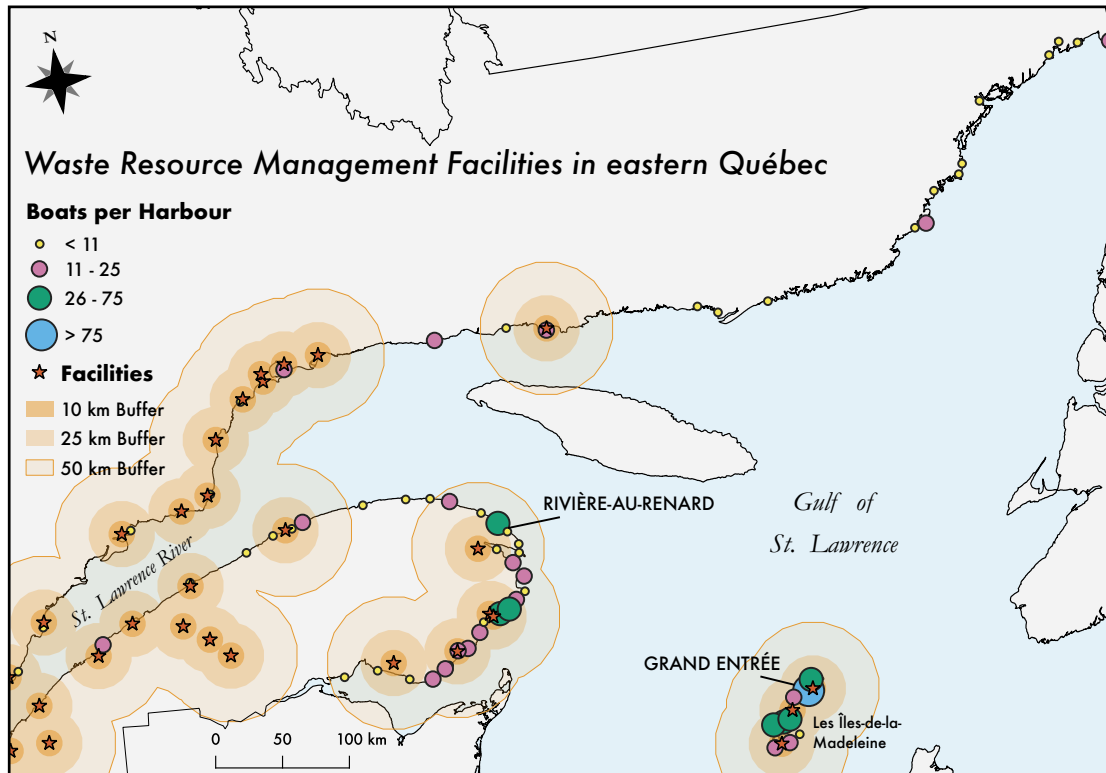 N
Waste Resource Management Facilities in eastern Québec
Boats per Harbour
< 11
11 - 25
26 - 75
> 75
Facilities
10 km Buffer
25 km Buffer
50 km Buffer
St. Lawrence River
RIVIÈRE-AU-RENARD
Gulf of
St. Lawrence
GRAND ENTRÉE
Les Îles-de-la-
Madeleine
0 50 100 km